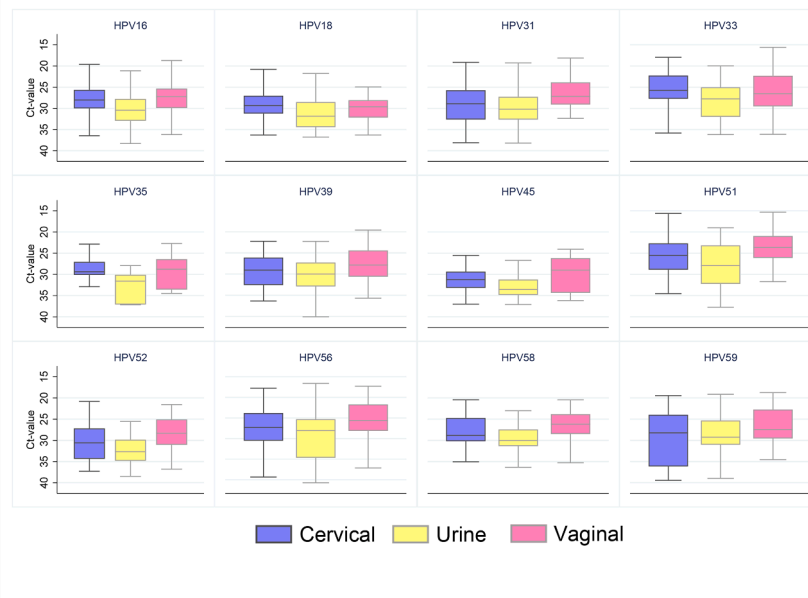 HPV16 HPV18 HPV31 HPV33
15
20
25
30
35
40
Ct-value
HPV35 HPV39 HPV45 HPV51
15
20
25
30
35
40
Ct-value
HPV52 HPV56 HPV58 HPV59
15
20
25
30
35
40
Ct-value
Cervical Urine Vaginal